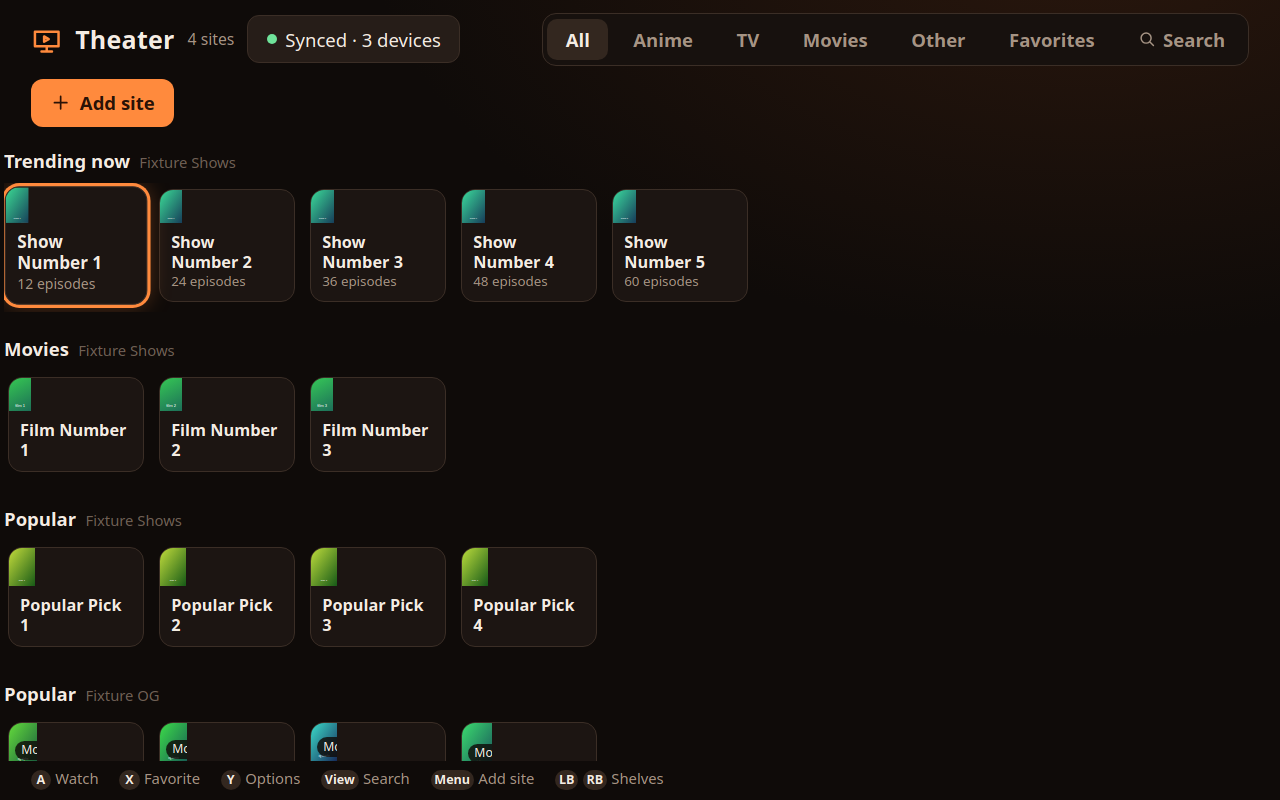 Theater 4 sites Synced · 3 devices All Anime TV Movies Other Favorites Search
Add site
Trending now Fixture Shows
Show Number 1
12 episodes
Show Number 2
24 episodes
Show Number 3
36 episodes
Show Number 4
48 episodes
Show Number 5
60 episodes
Movies Fixture Shows
Film Number 1
Film Number 2
Film Number 3
Popular Fixture Shows
Popular Pick 1
Popular Pick 2
Popular Pick 3
Popular Pick 4
Popular Fixture OG
A Watch X Favorite Y Options View Search Menu Add site LB RB Shelves